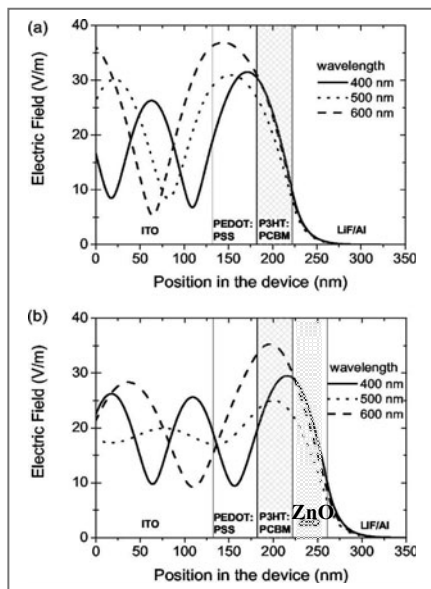 (a)
40
30
20
10
0
Electric Field (V/m)
wavelength
400 nm
500 nm
600 nm
ITO
PEDOT:
PSS
P3HT:
PCBM
LiF/Al
0 50 100 150 200 250 300 350
Position in the device (nm)
(b)
40
30
20
10
0
Electric Field (V/m)
wavelength
400 nm
500 nm
600 nm
ITO
PEDOT:
PSS
P3HT:
PCBM
ZnO
LiF/Al
0 50 100 150 200 250 300 350
Position in the device (nm)